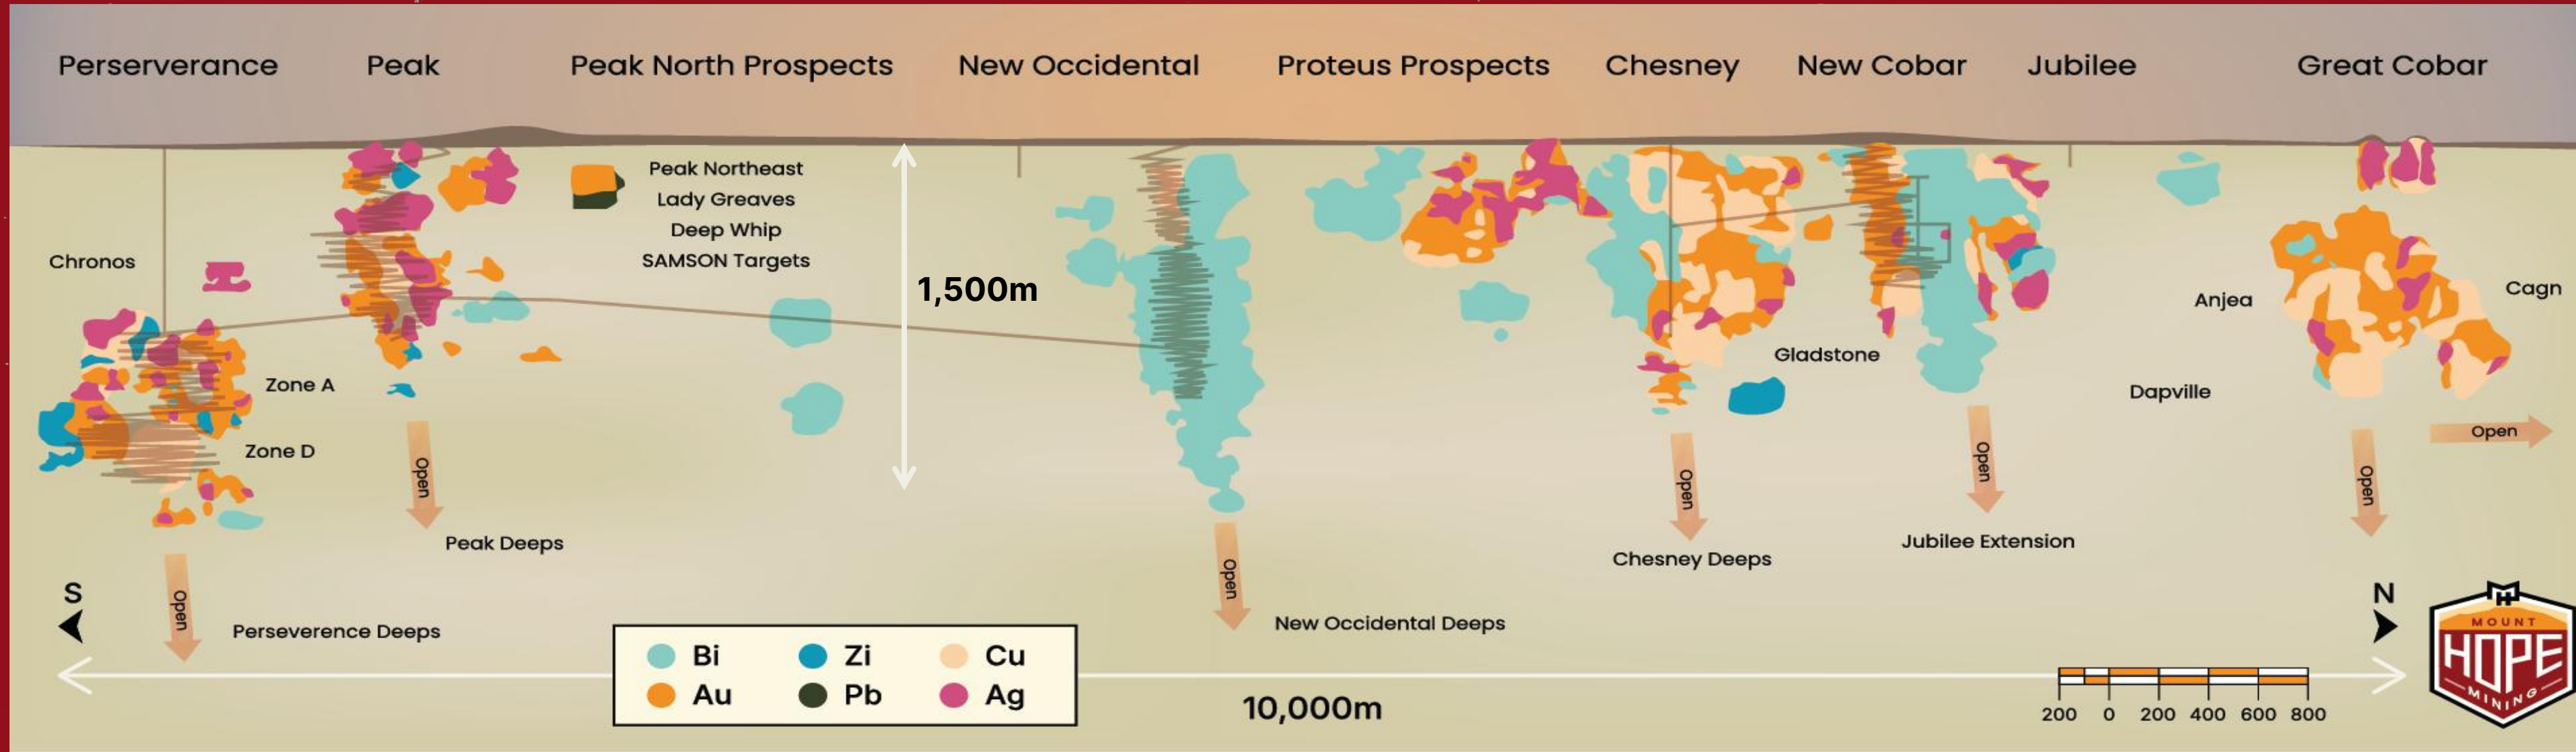 Perserverance
Peak
Peak North Prospects
New Occidental
Proteus Prospects
Chesney
New Cobar
Jubilee
Great Cobar
Peak Northeast
Lady Greaves
Deep Whip
SAMSON Targets
Chronos
1,500m
Anjea
Cagn
Gladstone
Zone A
Dapville
Zone D
Open
Open
Open
Open
Open
Peak Deeps
Jubilee Extension
Chesney Deeps
Open
Open
S
N
Perseverence Deeps
New Occidental Deeps
Bi
Zi
Cu
Au
Pb
Ag
10,000m
200 0 200 400 600 800
MOUNT
HOPE
MINING